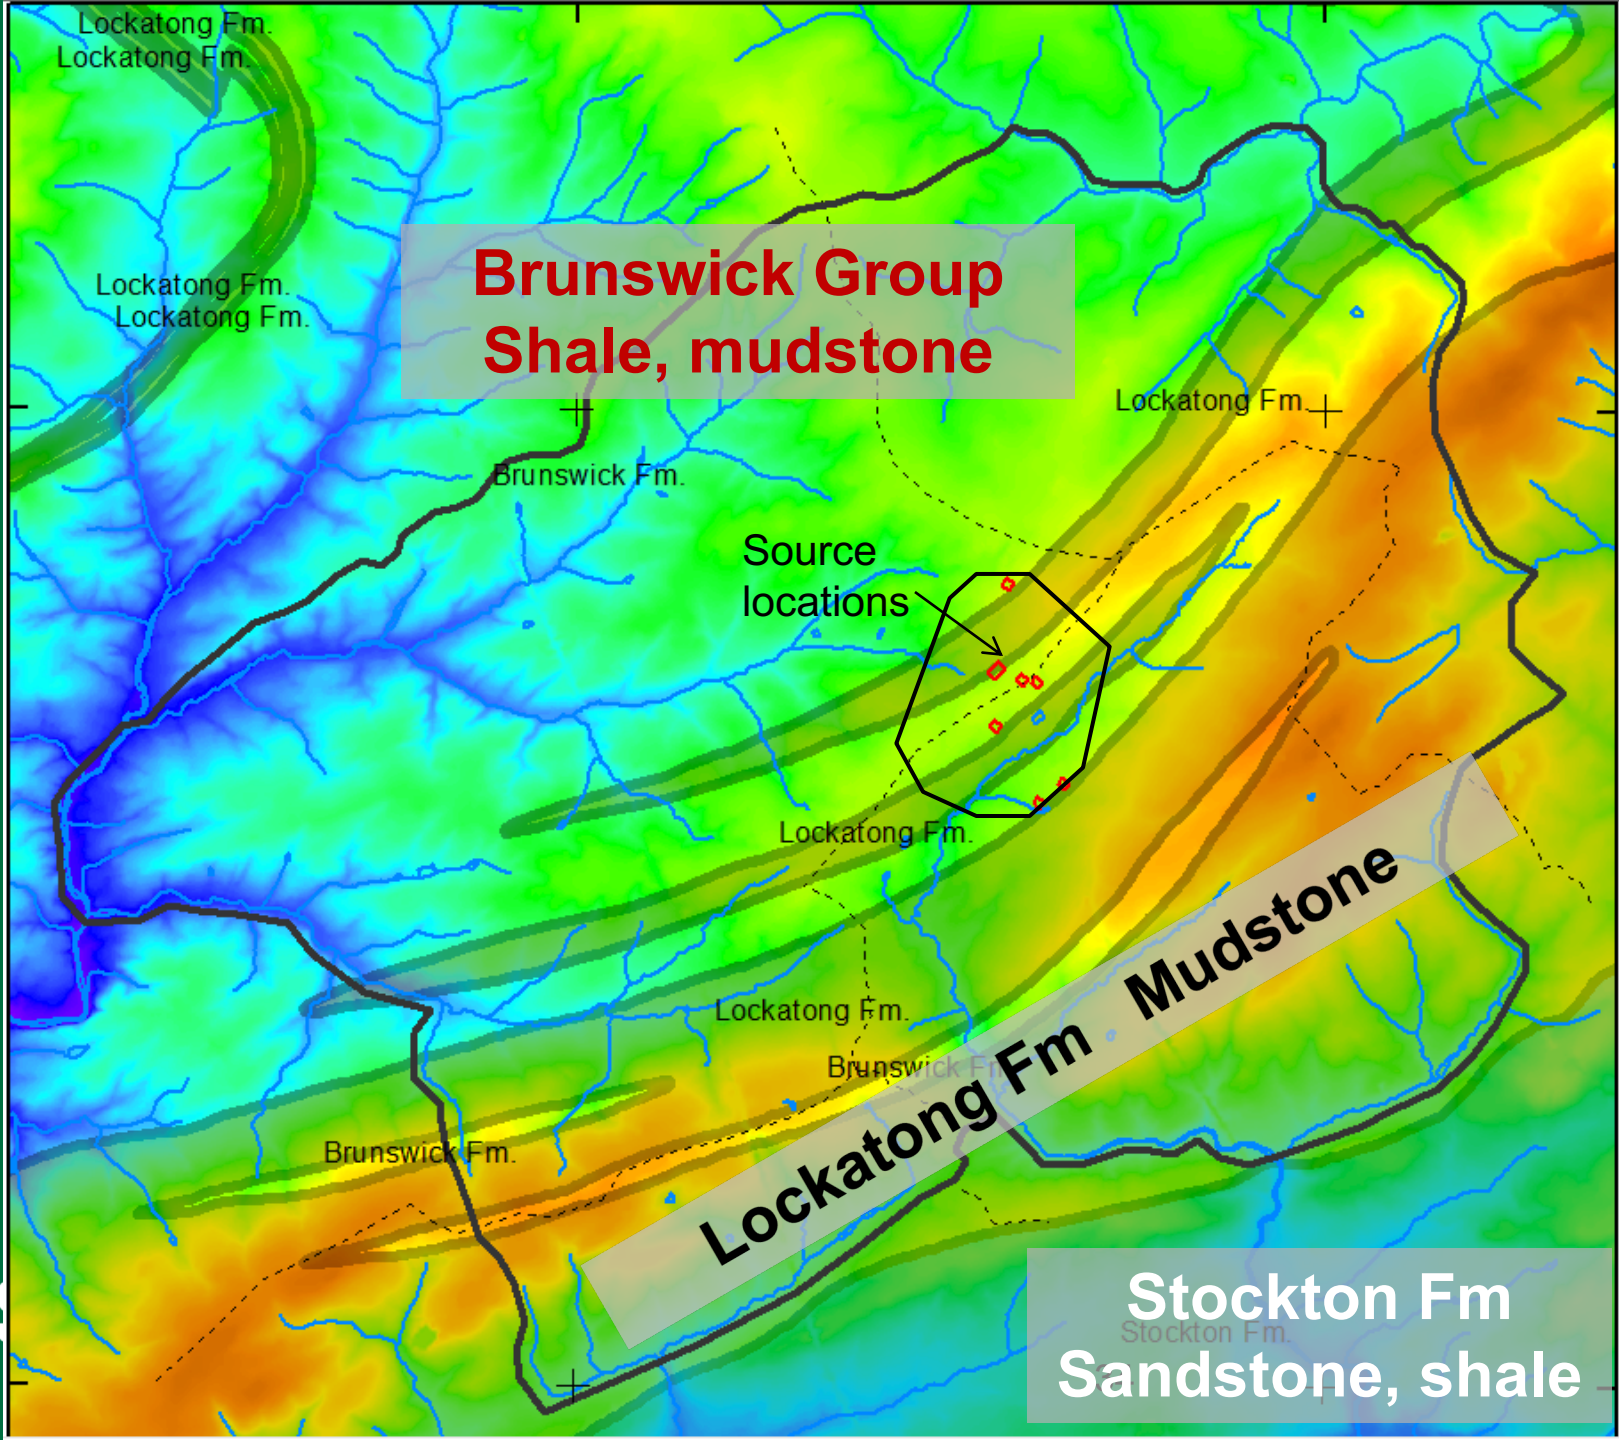 Lockatong Fm.
Lockatong Fm.
Brunswick Group
Shale, mudstone
Lockatong Fm.
Lockatong Fm.
Lockatong Fm.
Brunswick Fm.
Source
locations
Lockatong Fm.
Lockatong Fm.
Brunswick Fm
Lockatong Fm Mudstone
Brunswick Fm.
Stockton Fm
Stockton Fm.
Sandstone, shale